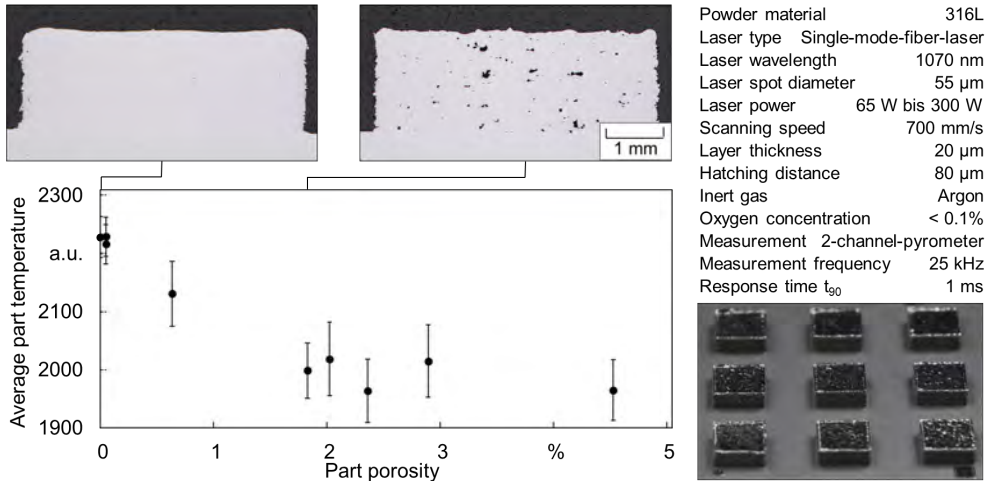 1 mm
2300
a.u.
2100
2000
1900
Average part temperature
0 1 2 3 % 5
Part porosity
Powder material 316L
Laser type Single-mode-fiber-laser
Laser wavelength 1070 nm
Laser spot diameter 55 µm
Laser power 65 W bis 300 W
Scanning speed 700 mm/s
Layer thickness 20 µm
Hatching distance 80 µm
Inert gas Argon
Oxygen concentration < 0.1%
Measurement 2-channel-pyrometer
Measurement frequency 25 kHz
Response time t₉₀ 1 ms